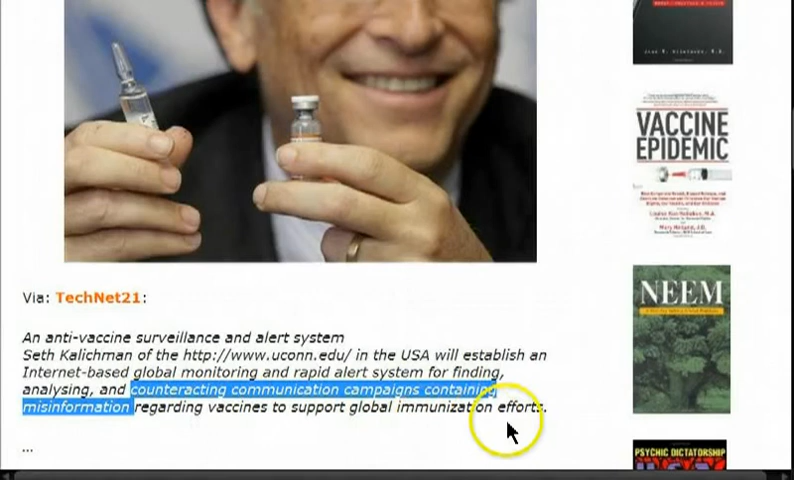 VACCINE
EPIDEMIC
NEEM
PSYCHIC DICTATORSHIP
Via: TechNet21:
An anti-vaccine surveillance and alert system
Seth Kalichman of the http://www.uconn.edu/ in the USA will establish an
Internet-based global monitoring and rapid alert system for finding,
analysing, and counteracting communication campaigns containing
misinformation regarding vaccines to support global immunization efforts.
...